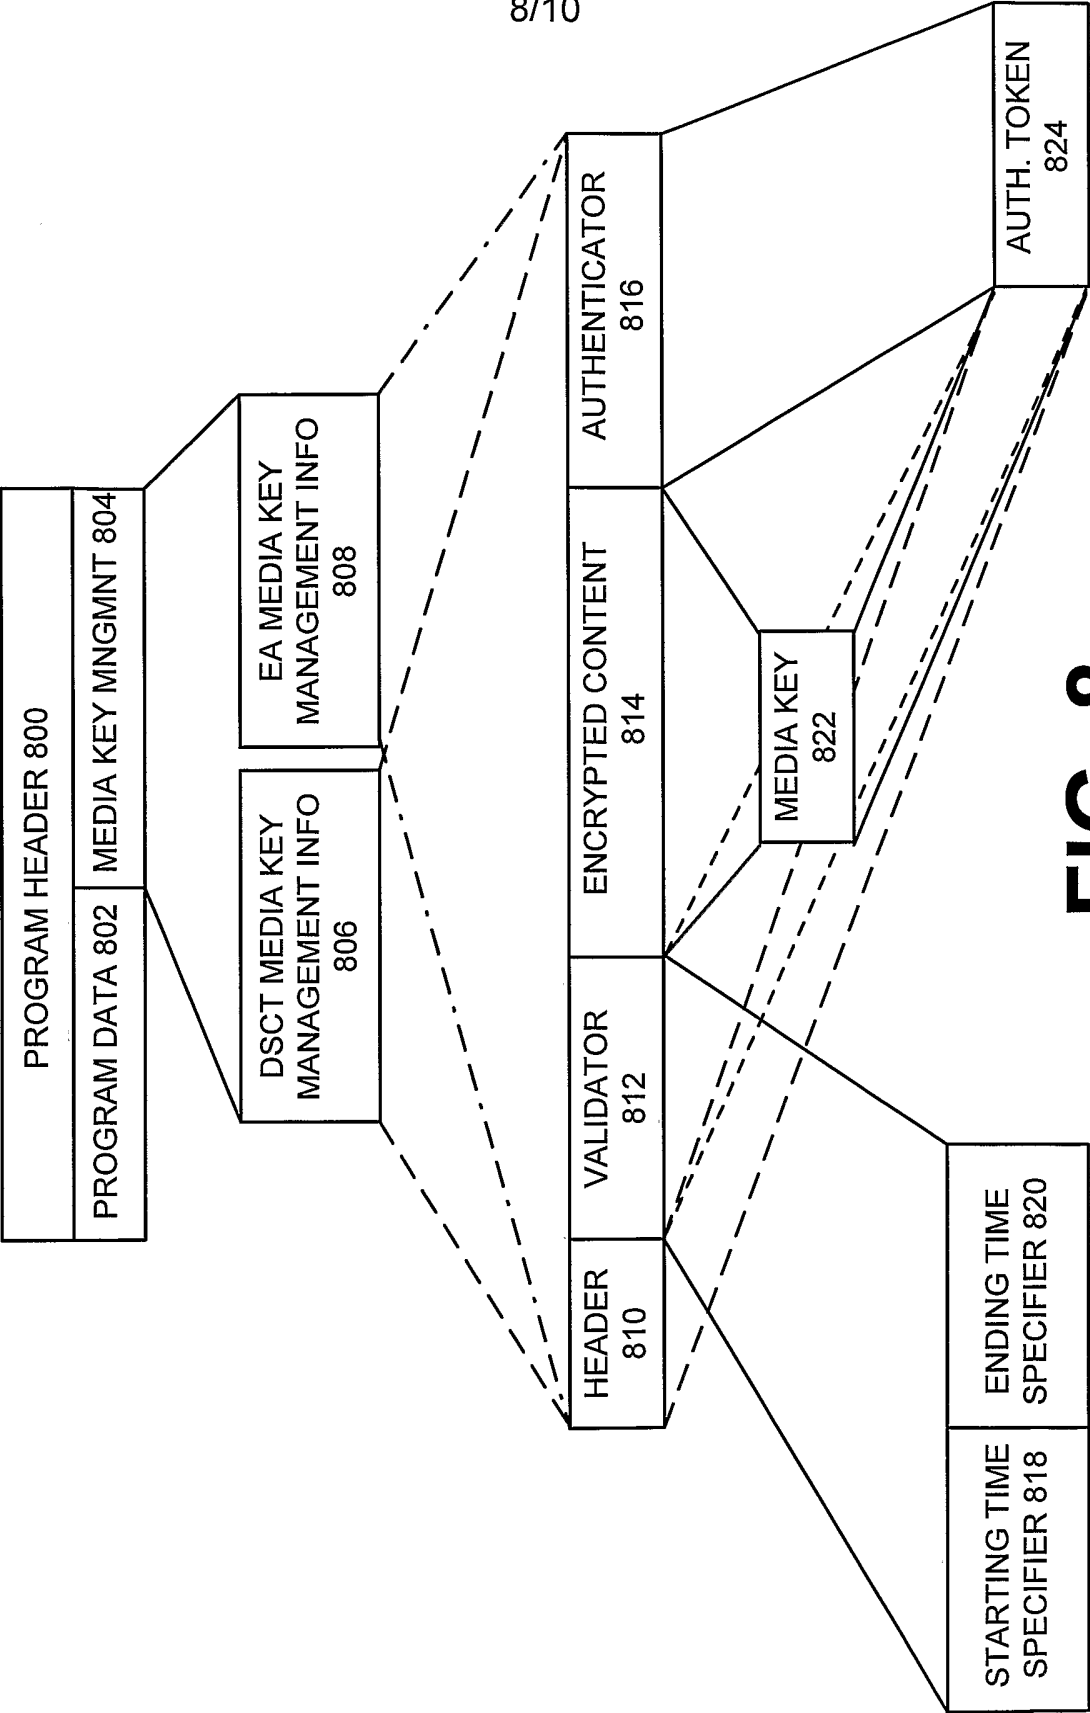 8/10
PROGRAM HEADER 800
PROGRAM DATA 802
MEDIA KEY MNGMNT 804
DSCT MEDIA KEY
MANAGEMENT INFO
806
EA MEDIA KEY
MANAGEMENT INFO
808
HEADER
810
VALIDATOR
812
ENCRYPTED CONTENT
814
AUTHENTICATOR
816
MEDIA KEY
822
STARTING TIME
SPECIFIER 818
ENDING TIME
SPECIFIER 820
AUTH. TOKEN
824
FIG. 8